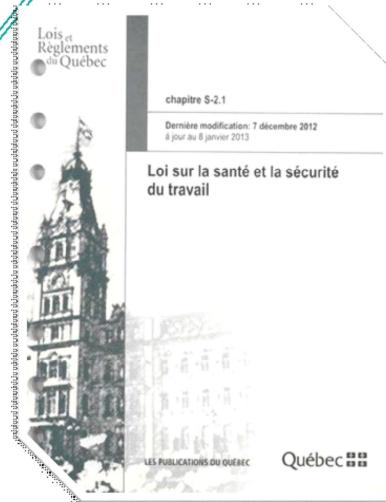 Lois et
Règlements
du Québec
chapitre S-2.1
Dernière modification: 7 décembre 2012
à jour au 8 janvier 2013
Loi sur la santé et la sécurité
du travail
LES PUBLICATIONS DU QUÉBEC
Québec